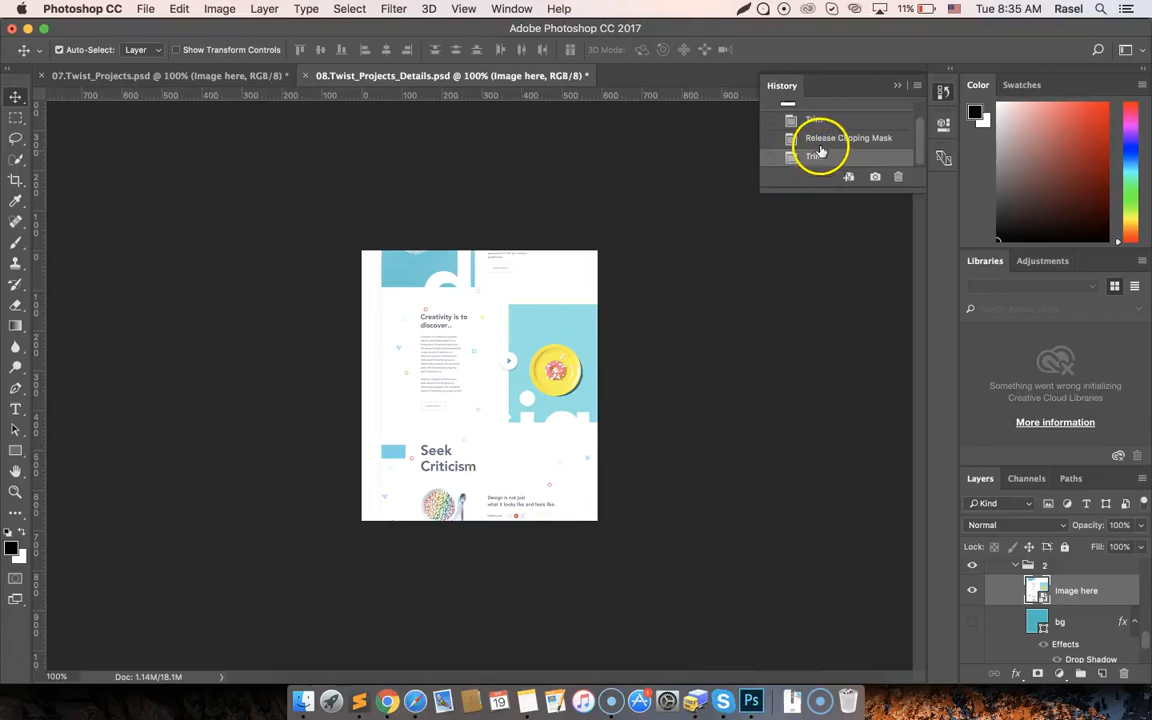 Photoshop CC File Edit Image Layer Type Select Filter 3D View Window Help 11% Tue 8:35 AM Rasel
Adobe Photoshop CC 2017
Auto-Select: Layer Show Transform Controls 3D Mode:
07.Twist_Projects.psd @ 100% (Image here, RGB/8) * 08.Twist_Projects_Details.psd @ 100% (Image here, RGB/8) *
History
Release Clipping Mask
Color Swatches
Libraries Adjustments
Search Adobe Stock
Something went wrong initializing
Creative Cloud Libraries
More information
Layers Channels Paths
Kind
Normal Opacity: 100%
Lock: Fill: 100%
2
Image here
bg fx
Effects
Drop Shadow
Creativity is to
discover..
Seek
Criticism
Design is not just
what it looks like and feels like.
100% Doc: 1.14M/18.1M